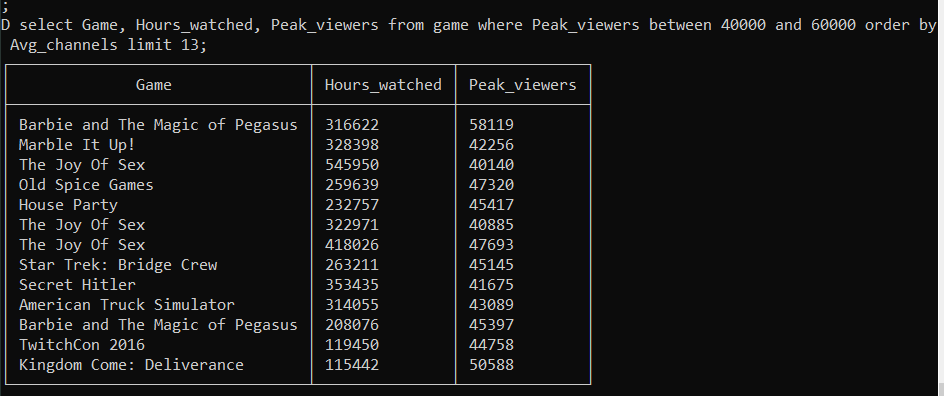 ;
D select Game, Hours_watched, Peak_viewers from game where Peak_viewers between 40000 and 60000 order by
Avg_channels limit 13;
Game Hours_watched Peak_viewers
Barbie and The Magic of Pegasus 316622 58119
Marble It Up! 328398 42256
The Joy Of Sex 545950 40140
Old Spice Games 259639 47320
House Party 232757 45417
The Joy Of Sex 322971 40885
The Joy Of Sex 418026 47693
Star Trek: Bridge Crew 263211 45145
Secret Hitler 353435 41675
American Truck Simulator 314055 43089
Barbie and The Magic of Pegasus 208076 45397
TwitchCon 2016 119450 44758
Kingdom Come: Deliverance 115442 50588